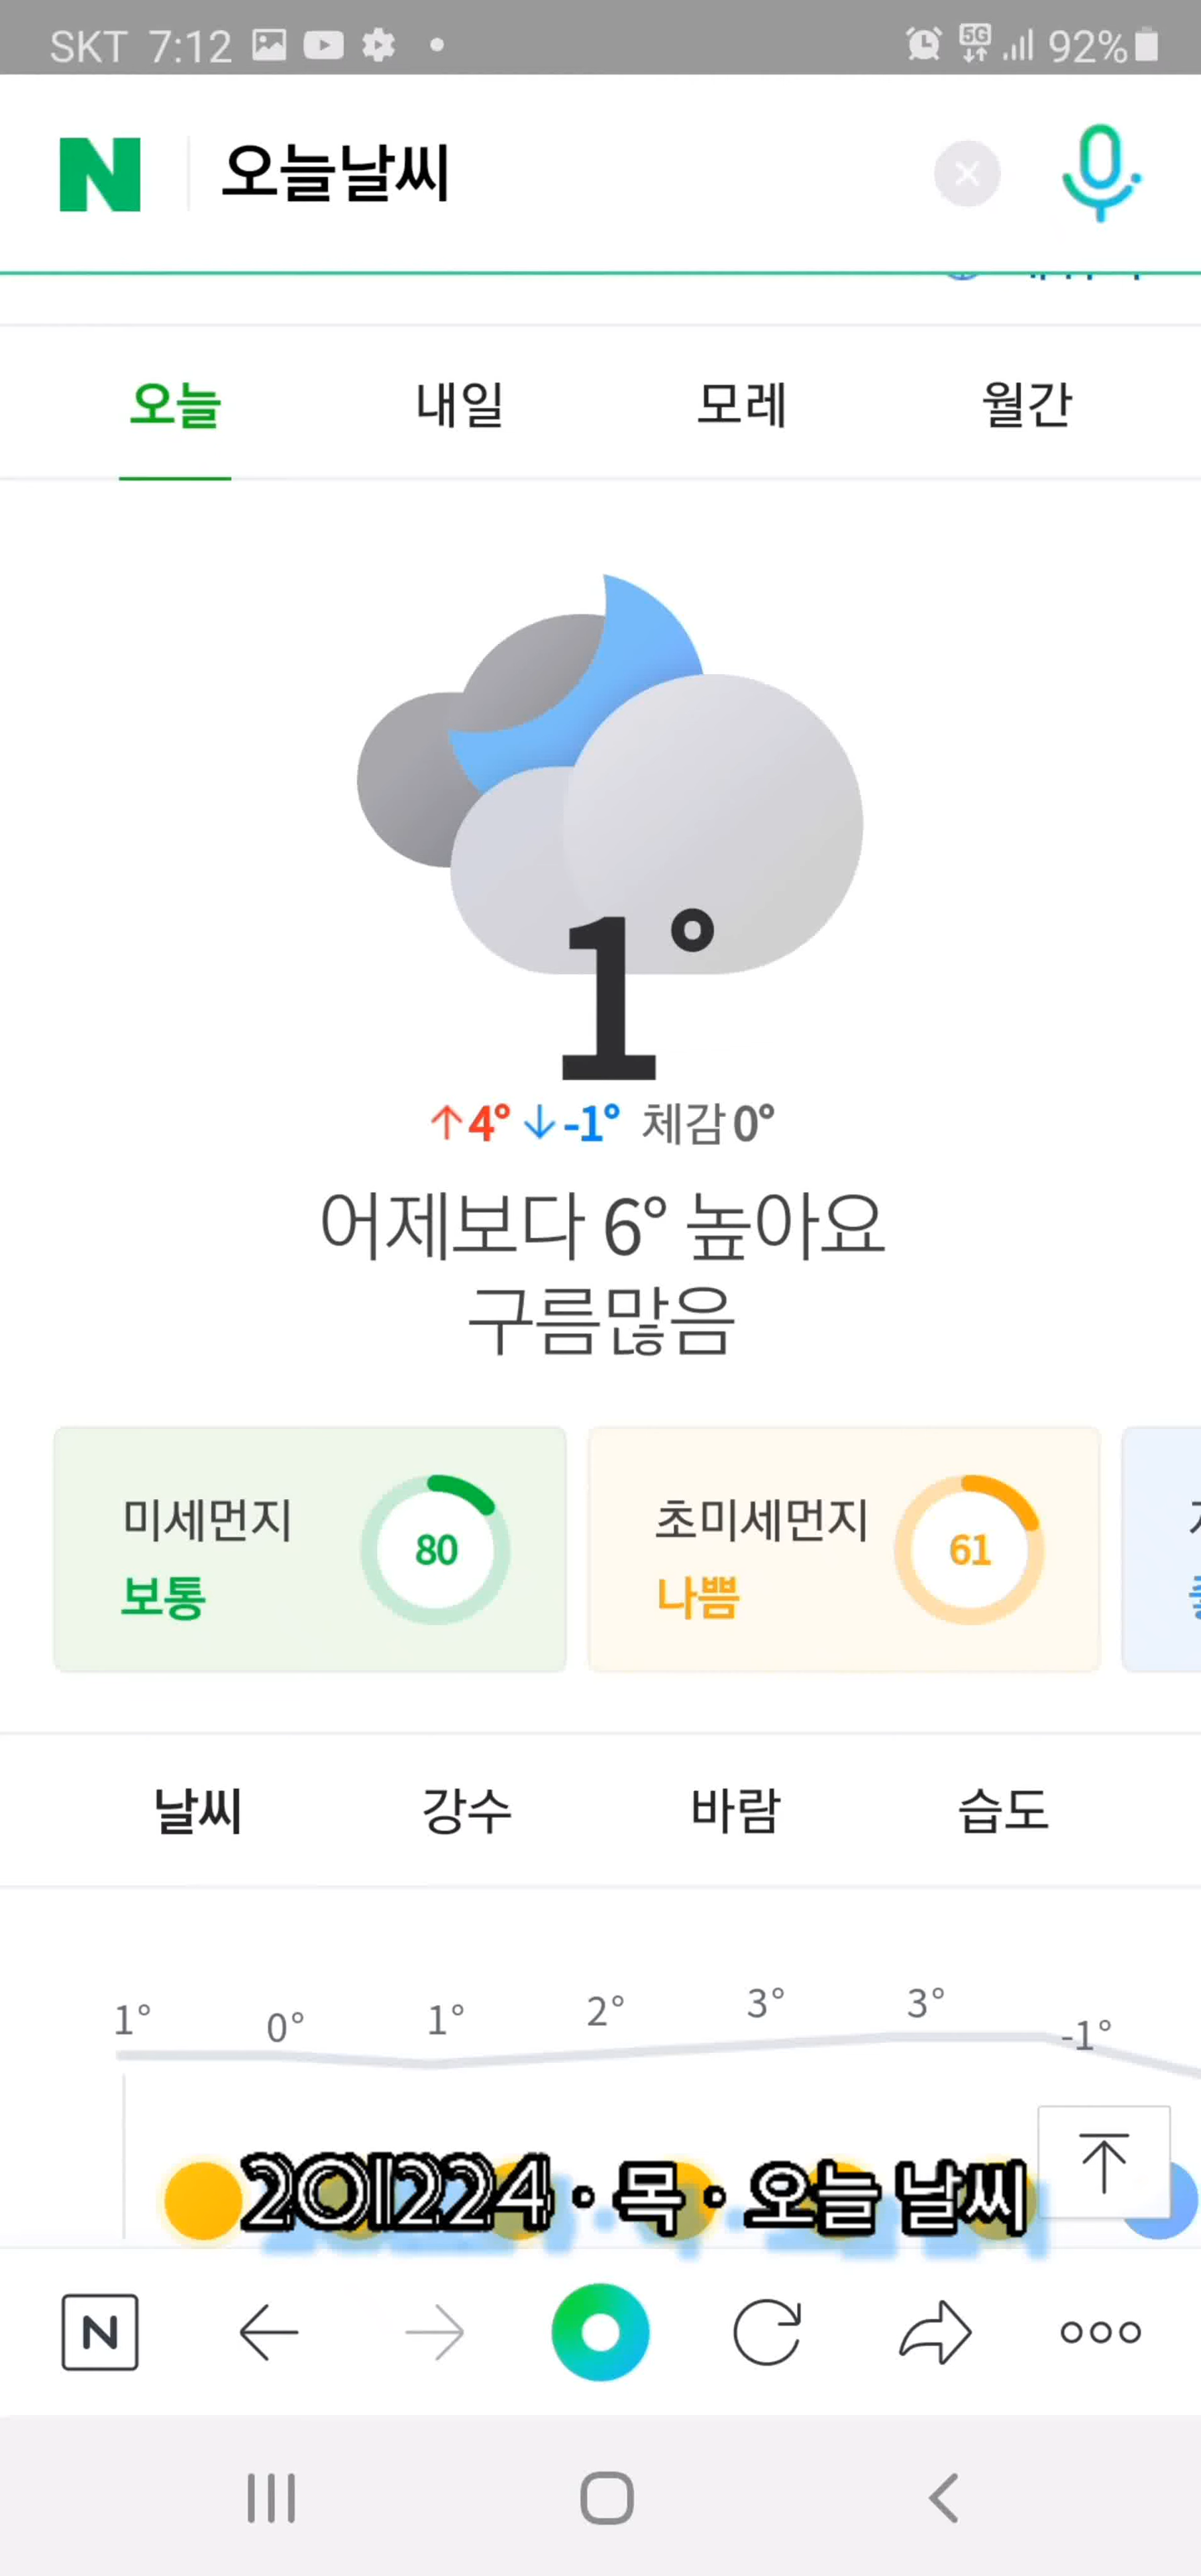 SKT 7:12 5G 92%
N 오늘날씨
오늘 내일 모레 월간
1°
↑4° ↓-1° 체감 0°
어제보다 6° 높아요
구름많음
미세먼지 80
보통
초미세먼지 61
나쁨
날씨 강수 바람 습도
1° 0° 1° 2° 3° 3° -1°
201224 · 목 · 오늘 날씨
N